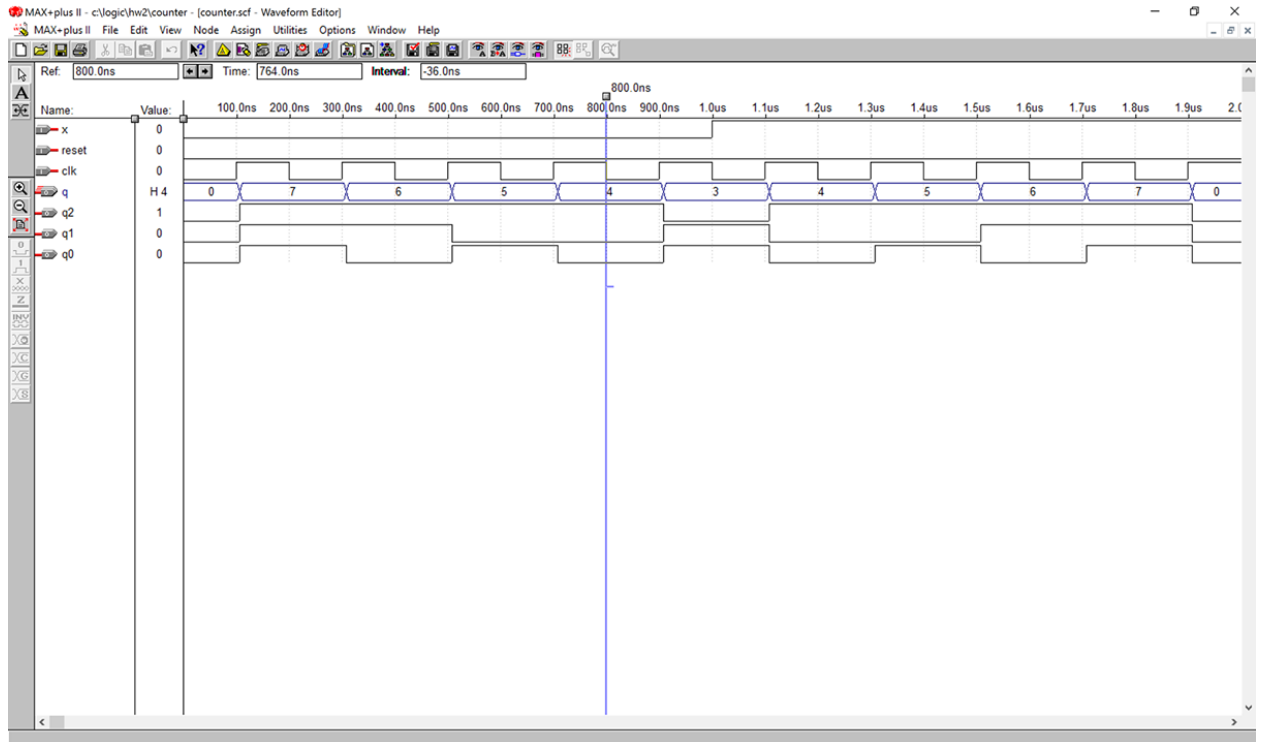 MAX+plus II - c:\logic\hw2\counter - [counter.scf - Waveform Editor]
MAX+plus II File Edit View Node Assign Utilities Options Window Help
Ref: 800.0ns Time: 764.0ns Interval: -36.0ns
800.0ns
Name: Value: 100.0ns 200.0ns 300.0ns 400.0ns 500.0ns 600.0ns 700.0ns 800.0ns 900.0ns 1.0us 1.1us 1.2us 1.3us 1.4us 1.5us 1.6us 1.7us 1.8us 1.9us
x 0
reset 0
clk 0
q H 4 0 7 6 5 4 3 4 5 6 7 0
q2 1
q1 0
q0 0